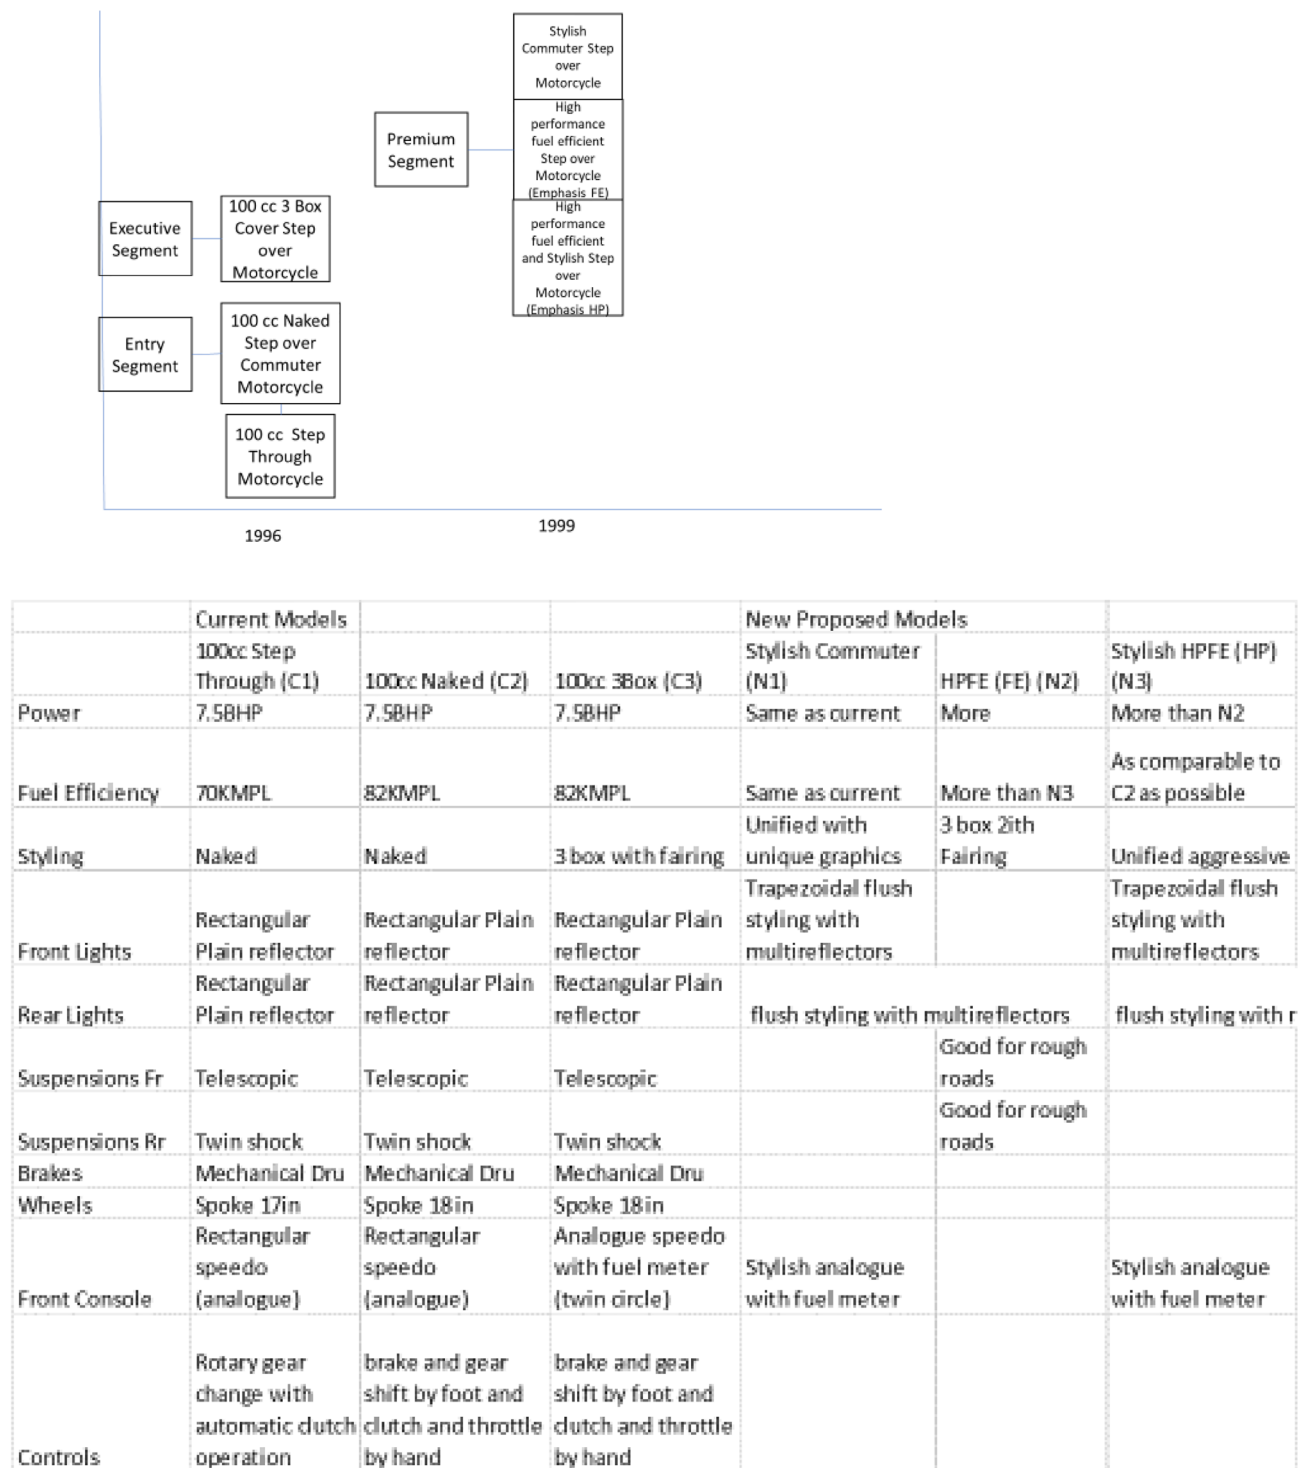 Stylish
Commuter Step
over
Motorcycle
High
performance
fuel efficient
Step over
Motorcycle
(Emphasis FE)
High
performance
fuel efficient
and Stylish Step
over
Motorcycle
(Emphasis HP)
Premium
Segment
Executive
Segment
100 cc 3 Box
Cover Step
over
Motorcycle
Entry
Segment
100 cc Naked
Step over
Commuter
Motorcycle
100 cc Step
Through
Motorcycle
1996
1999
Current Models
New Proposed Models
100cc Step
Through (C1)
100cc Naked (C2)
100cc 3Box (C3)
Stylish Commuter
(N1)
HPFE (FE) (N2)
Stylish HPFE (HP)
(N3)
Power
7.5BHP
7.5BHP
7.5BHP
Same as current
More
More than N2
Fuel Efficiency
70KMPL
82KMPL
82KMPL
Same as current
More than N3
As comparable to
C2 as possible
Styling
Naked
Naked
3 box with fairing
Unified with
unique graphics
3 box 2ith
Fairing
Unified aggressive
Front Lights
Rectangular
Plain reflector
Rectangular Plain
reflector
Rectangular Plain
reflector
Trapezoidal flush
styling with
multireflectors
Trapezoidal flush
styling with
multireflectors
Rear Lights
Rectangular
Plain reflector
Rectangular Plain
reflector
Rectangular Plain
reflector
flush styling with multireflectors
flush styling with r
Suspensions Fr
Telescopic
Telescopic
Telescopic
Good for rough
roads
Suspensions Rr
Twin shock
Twin shock
Twin shock
Good for rough
roads
Brakes
Mechanical Dru
Mechanical Dru
Mechanical Dru
Wheels
Spoke 17in
Spoke 18in
Spoke 18in
Front Console
Rectangular
speedo
(analogue)
Rectangular
speedo
(analogue)
Analogue speedo
with fuel meter
(twin circle)
Stylish analogue
with fuel meter
Stylish analogue
with fuel meter
Controls
Rotary gear
change with
automatic clutch
operation
brake and gear
shift by foot and
clutch and throttle
by hand
brake and gear
shift by foot and
clutch and throttle
by hand